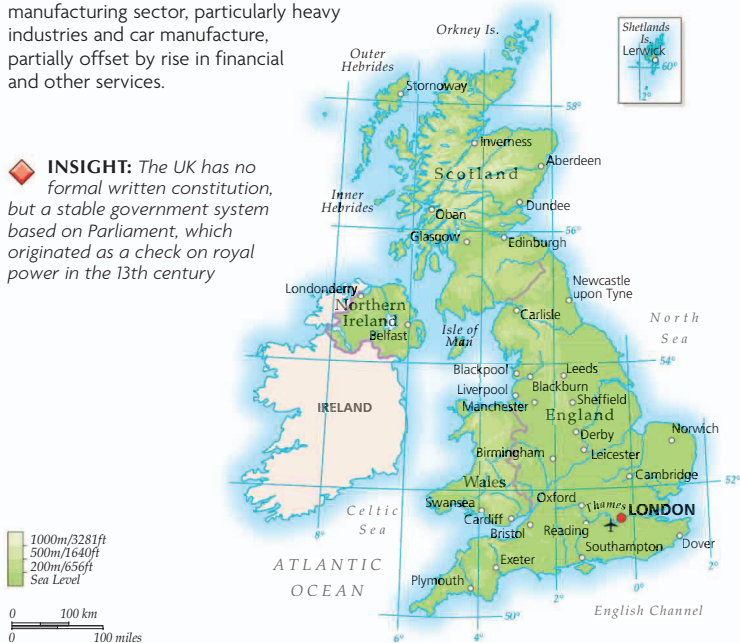 manufacturing sector, particularly heavy
industries and car manufacture,
partially offset by rise in financial
and other services.
INSIGHT: The UK has no
formal written constitution,
but a stable government system
based on Parliament, which
originated as a check on royal
power in the 13th century
Orkney Is.
Shetlands
Is.
Lerwick
60°
2°
Outer
Hebrides
Stornoway
58°
Inverness
Aberdeen
Scotland
Inner
Hebrides
Dundee
Oban
56°
Glasgow
Edinburgh
Londonderry
Newcastle
upon Tyne
Northern
Ireland
Carlisle
North
Sea
Belfast
Isle of
Man
54°
Blackpool
Leeds
Blackburn
Liverpool
Sheffield
Manchester
IRELAND
England
Norwich
Derby
Birmingham
Leicester
Cambridge
52°
Wales
Swansea
Oxford
Thames
LONDON
Celtic
Sea
Cardiff
Reading
Bristol
8°
Southampton
Dover
1000m/3281ft
500m/1640ft
200m/656ft
Sea Level
ATLANTIC
OCEAN
Exeter
2°
Plymouth
0°
2°
0 100 km
0 100 miles
English Channel
50°
6°
4°